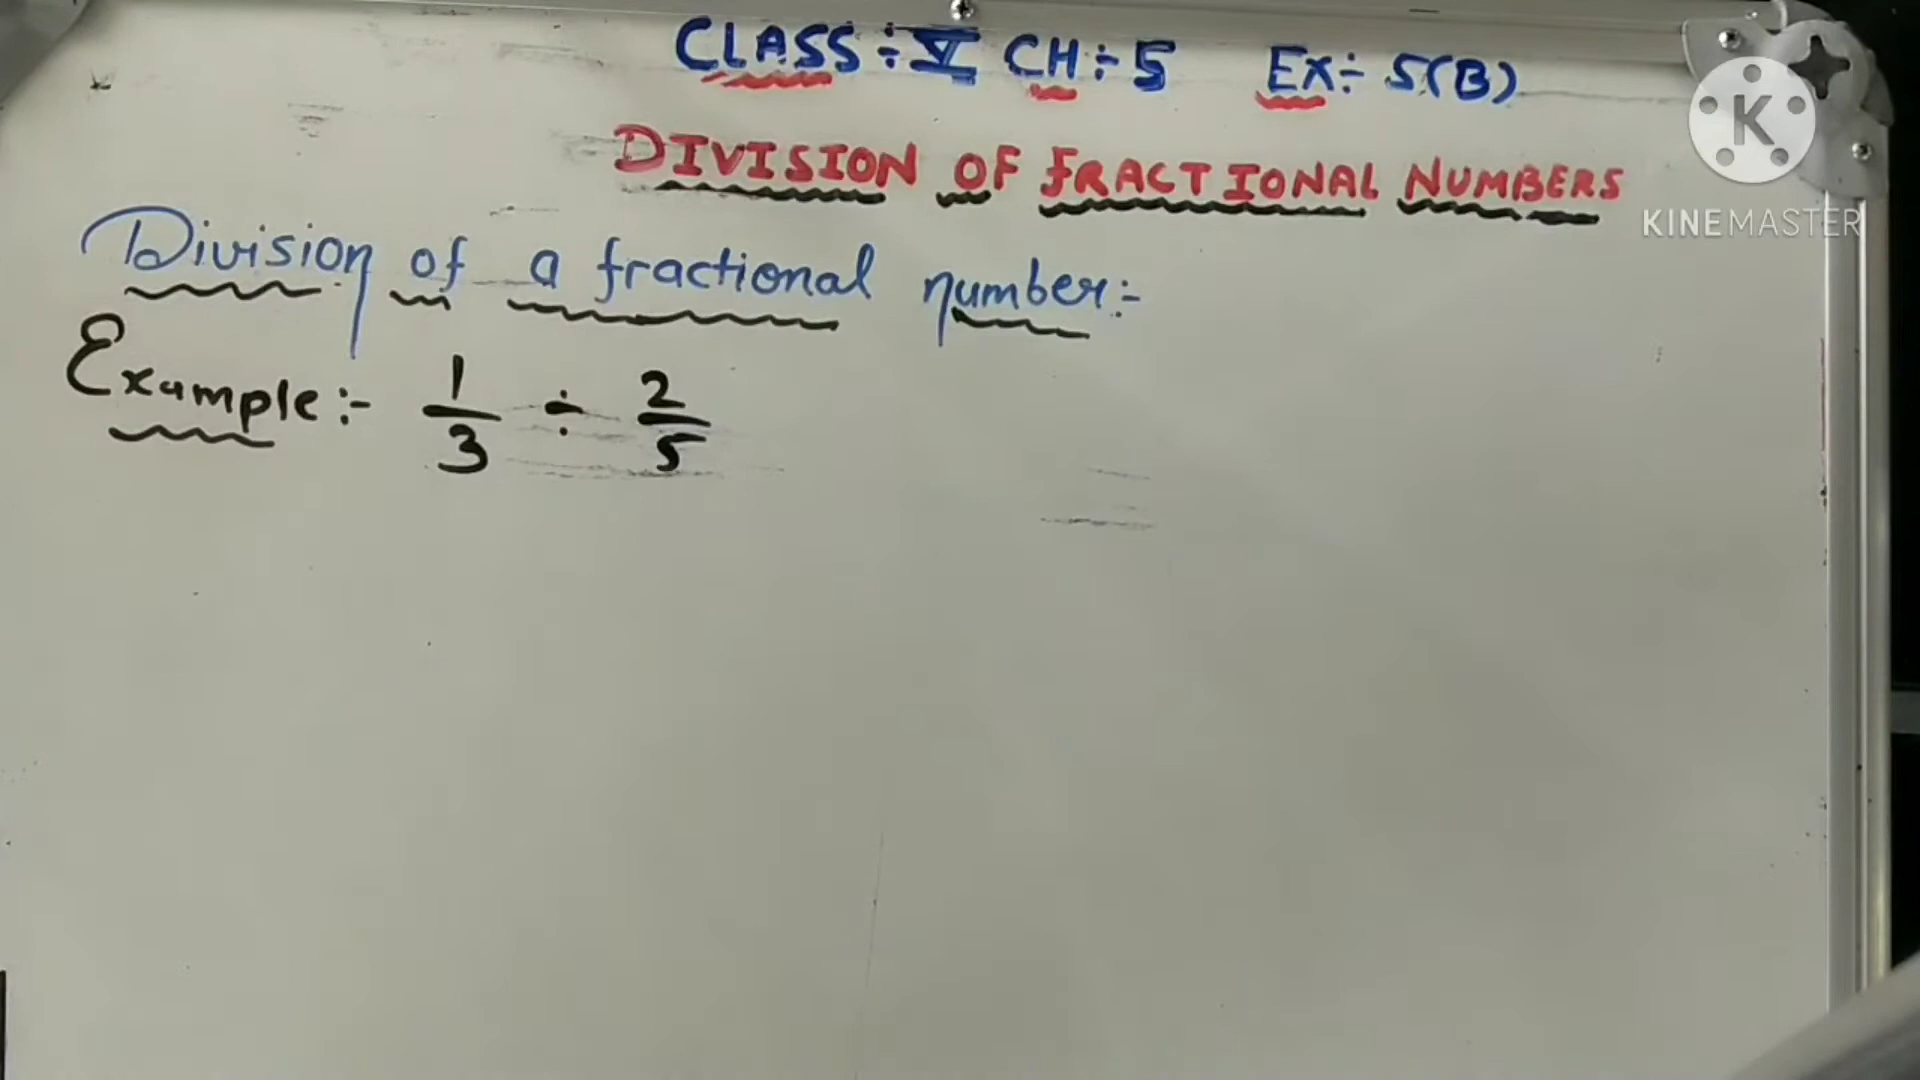 CLASS ÷ V CH ÷ 5 Ex ÷ 5(B)
DIVISION OF FRACTIONAL NUMBERS
K
KINEMASTER
Division of a fractional number:-
Example:- 1/3 ÷ 2/5